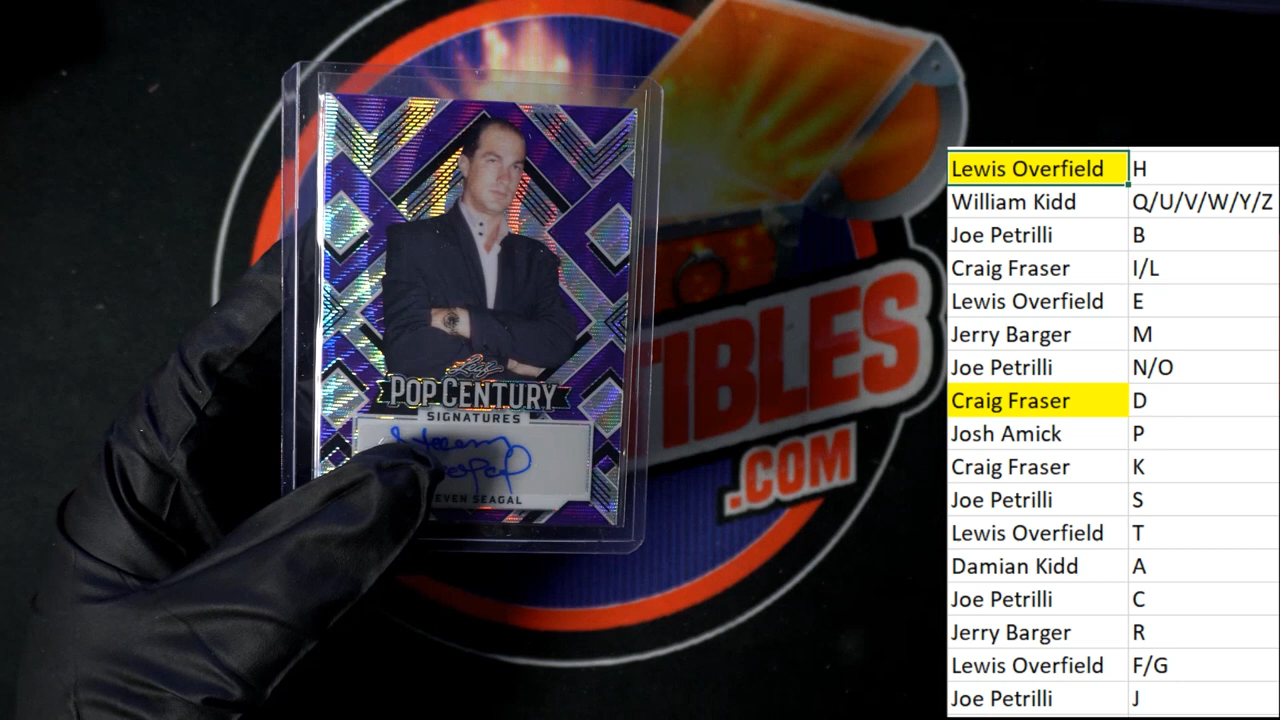 Leaf
POP CENTURY
SIGNATURES
EVEN SEAGAL
TIBLES
.COM
Lewis Overfield H
William Kidd Q/U/V/W/Y/Z
Joe Petrilli B
Craig Fraser I/L
Lewis Overfield E
Jerry Barger M
Joe Petrilli N/O
Craig Fraser D
Josh Amick P
Craig Fraser K
Joe Petrilli S
Lewis Overfield T
Damian Kidd A
Joe Petrilli C
Jerry Barger R
Lewis Overfield F/G
Joe Petrilli J